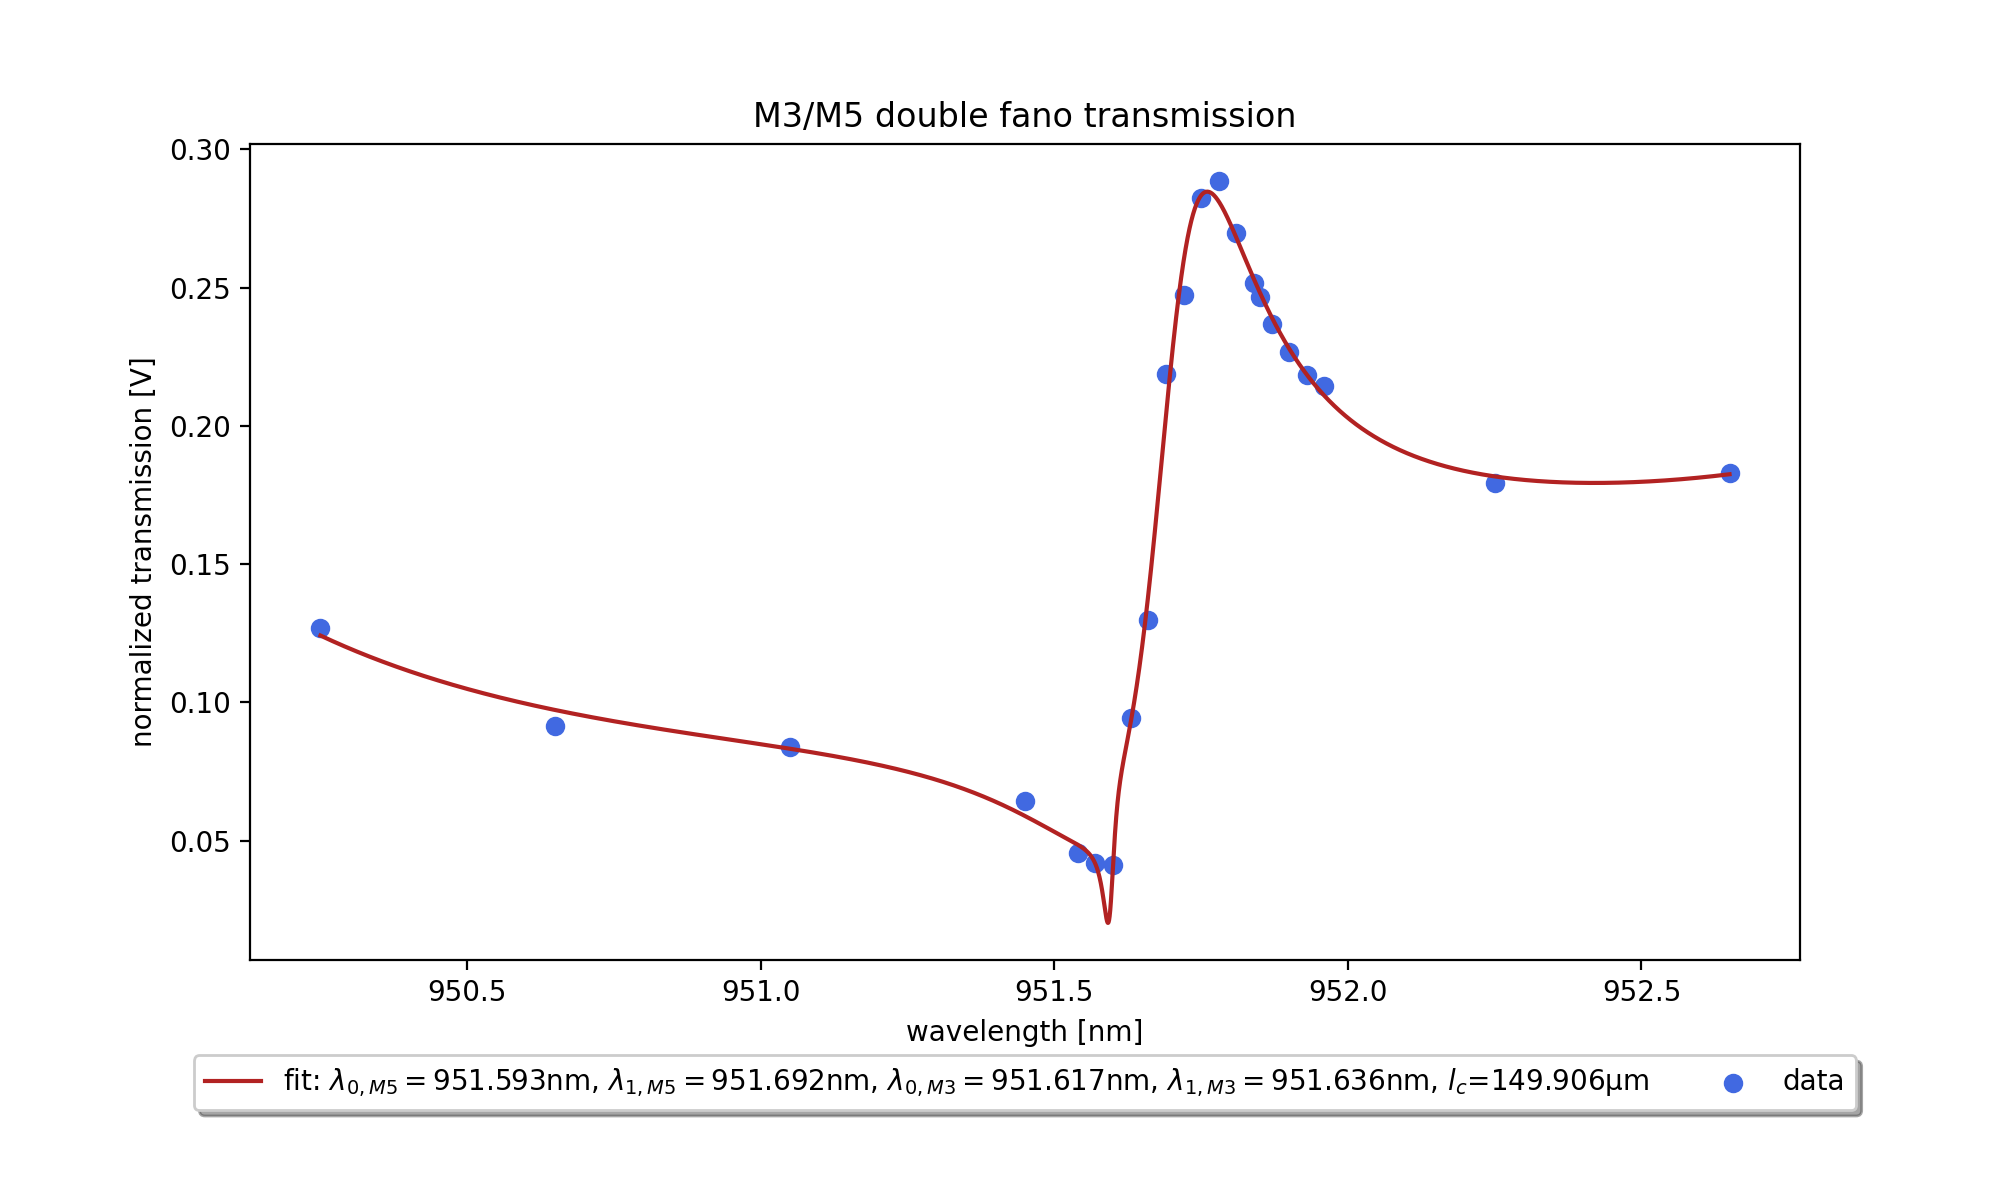 M3/M5 double fano transmission
normalized transmission [V]
0.30
0.25
0.20
0.15
0.10
0.05
950.5 951.0 951.5 952.0 952.5
wavelength [nm]
fit: λ0,M5 = 951.593nm, λ1,M5 = 951.692nm, λ0,M3 = 951.617nm, λ1,M3 = 951.636nm, lc=149.906μm data